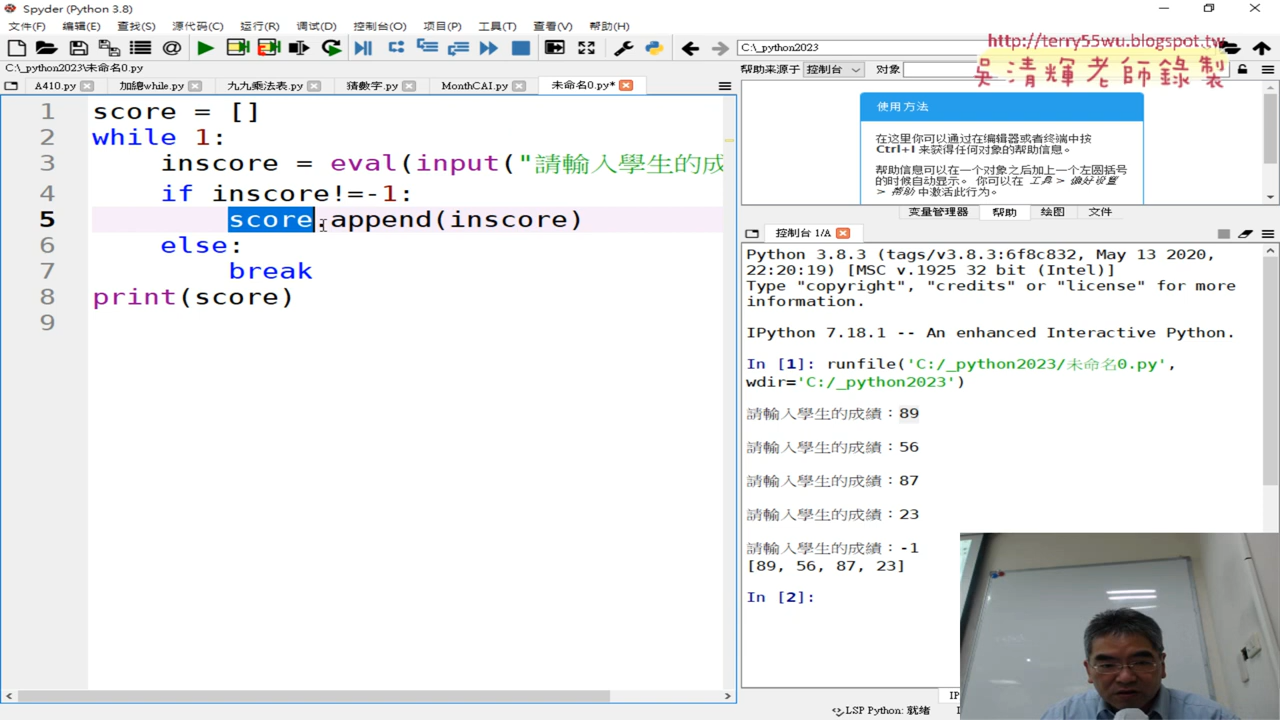 Spyder (Python 3.8)
文件(F) 编辑(E) 查找(S) 源代码(C) 运行(R) 调试(D) 控制台(O) 项目(P) 工具(T) 查看(V) 帮助(H)
C:\_python2023
http://terry55wu.blogspot.tw
吳清輝老師錄製
C:\_python2023\未命名0.py
帮助来源于 控制台 对象
A410.py 加總while.py 九九乘法表.py 猜數字.py MonthCAI.py 未命名0.py*
1 score = []
2 while 1:
3 inscore = eval(input("請輸入學生的成
4 if inscore!=-1:
5 score.append(inscore)
6 else:
7 break
8 print(score)
9
使用方法
在这里你可以通过在编辑器或者终端中按
Ctrl+I 来获得任何对象的帮助信息。
帮助信息可以在一个对象之后加上一个左圆括号
的时候自动显示。 你可以在 工具 > 偏好设置
> 帮助 中激活此行为。
变量管理器 帮助 绘图 文件
控制台 1/A
Python 3.8.3 (tags/v3.8.3:6f8c832, May 13 2020,
22:20:19) [MSC v.1925 32 bit (Intel)]
Type "copyright", "credits" or "license" for more
information.
IPython 7.18.1 -- An enhanced Interactive Python.
In [1]: runfile('C:/_python2023/未命名0.py',
wdir='C:/_python2023')
請輸入學生的成績：89
請輸入學生的成績：56
請輸入學生的成績：87
請輸入學生的成績：23
請輸入學生的成績：-1
[89, 56, 87, 23]
In [2]:
LSP Python: 就绪